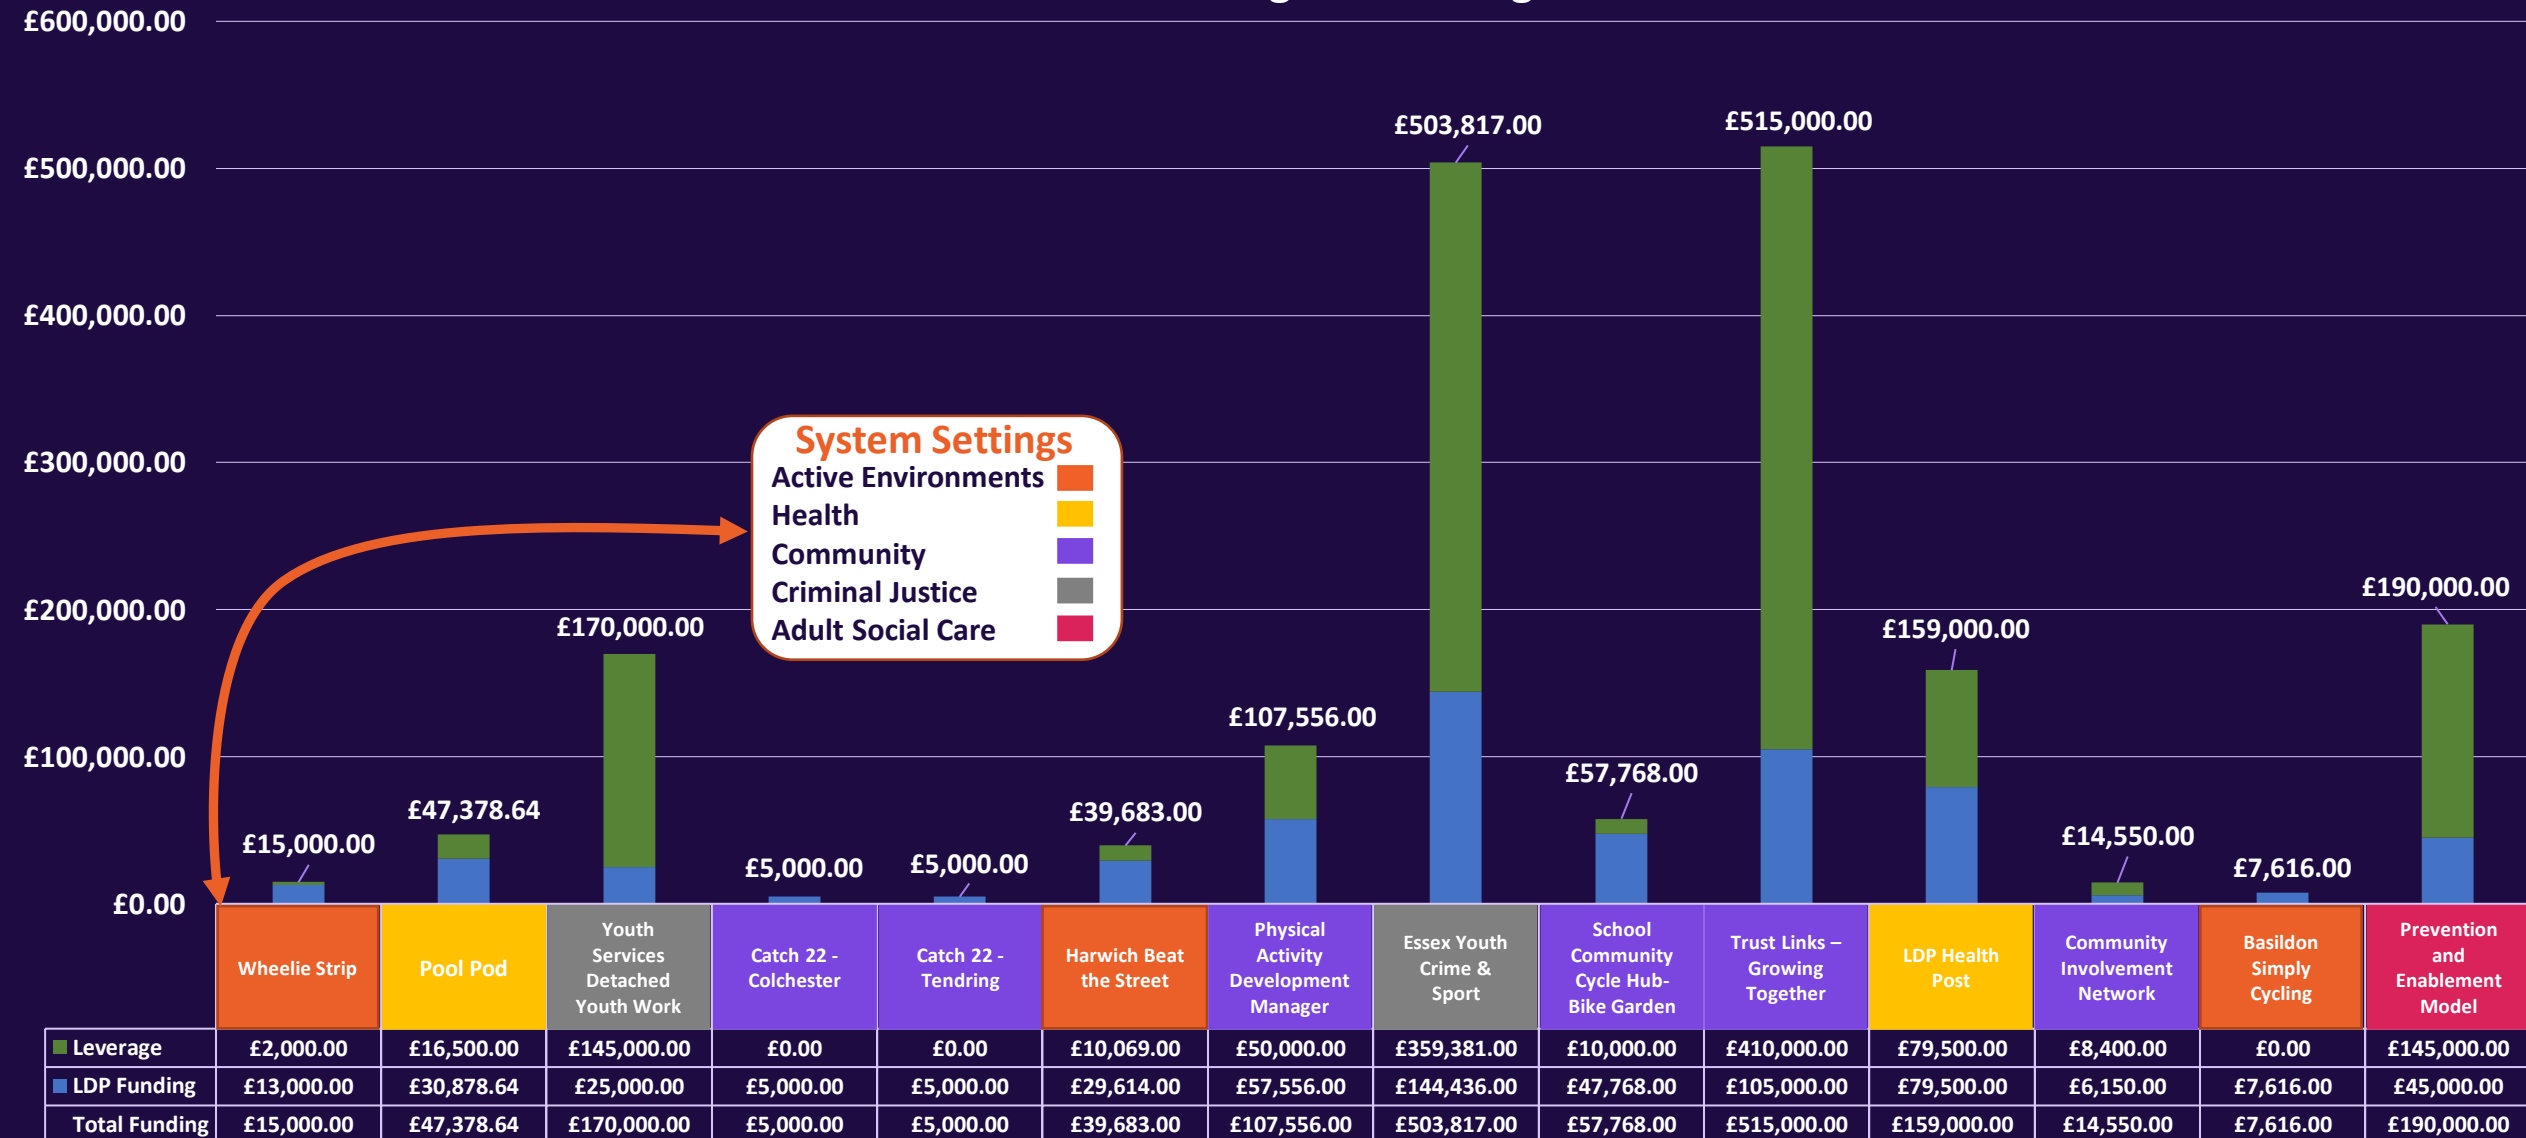 £600,000.00
£500,000.00
£400,000.00
£300,000.00
£200,000.00
£100,000.00
£0.00
£15,000.00
£47,378.64
£170,000.00
£5,000.00
£5,000.00
£39,683.00
£107,556.00
£503,817.00
£57,768.00
£515,000.00
£159,000.00
£14,550.00
£7,616.00
£190,000.00
System Settings
Active Environments
Health
Community
Criminal Justice
Adult Social Care
Wheelie Strip
Pool Pod
Youth
Services
Detached
Youth Work
Catch 22 -
Colchester
Catch 22 -
Tendring
Harwich Beat
the Street
Physical
Activity
Development
Manager
Essex Youth
Crime &
Sport
School
Community
Cycle Hub-
Bike Garden
Trust Links –
Growing
Together
LDP Health
Post
Community
Involvement
Network
Basildon
Simply
Cycling
Prevention
and
Enablement
Model
Leverage £2,000.00 £16,500.00 £145,000.00 £0.00 £0.00 £10,069.00 £50,000.00 £359,381.00 £10,000.00 £410,000.00 £79,500.00 £8,400.00 £0.00 £145,000.00
LDP Funding £13,000.00 £30,878.64 £25,000.00 £5,000.00 £5,000.00 £29,614.00 £57,556.00 £144,436.00 £47,768.00 £105,000.00 £79,500.00 £6,150.00 £7,616.00 £45,000.00
Total Funding £15,000.00 £47,378.64 £170,000.00 £5,000.00 £5,000.00 £39,683.00 £107,556.00 £503,817.00 £57,768.00 £515,000.00 £159,000.00 £14,550.00 £7,616.00 £190,000.00